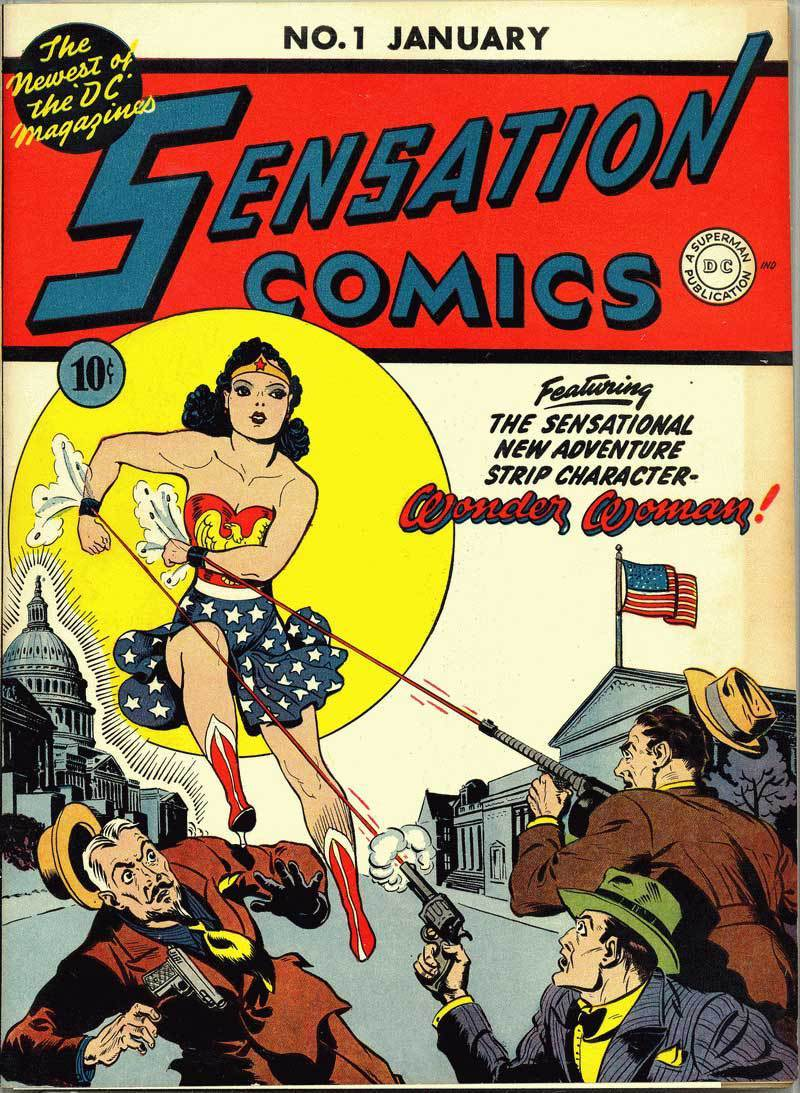 NO. 1 JANUARY
The
Newest of
the "DC"
Magazines
SENSATION
COMICS
A SUPERMAN
DC
PUBLICATION
IND
10¢
Featuring
THE SENSATIONAL
NEW ADVENTURE
STRIP CHARACTER-
Wonder Woman!